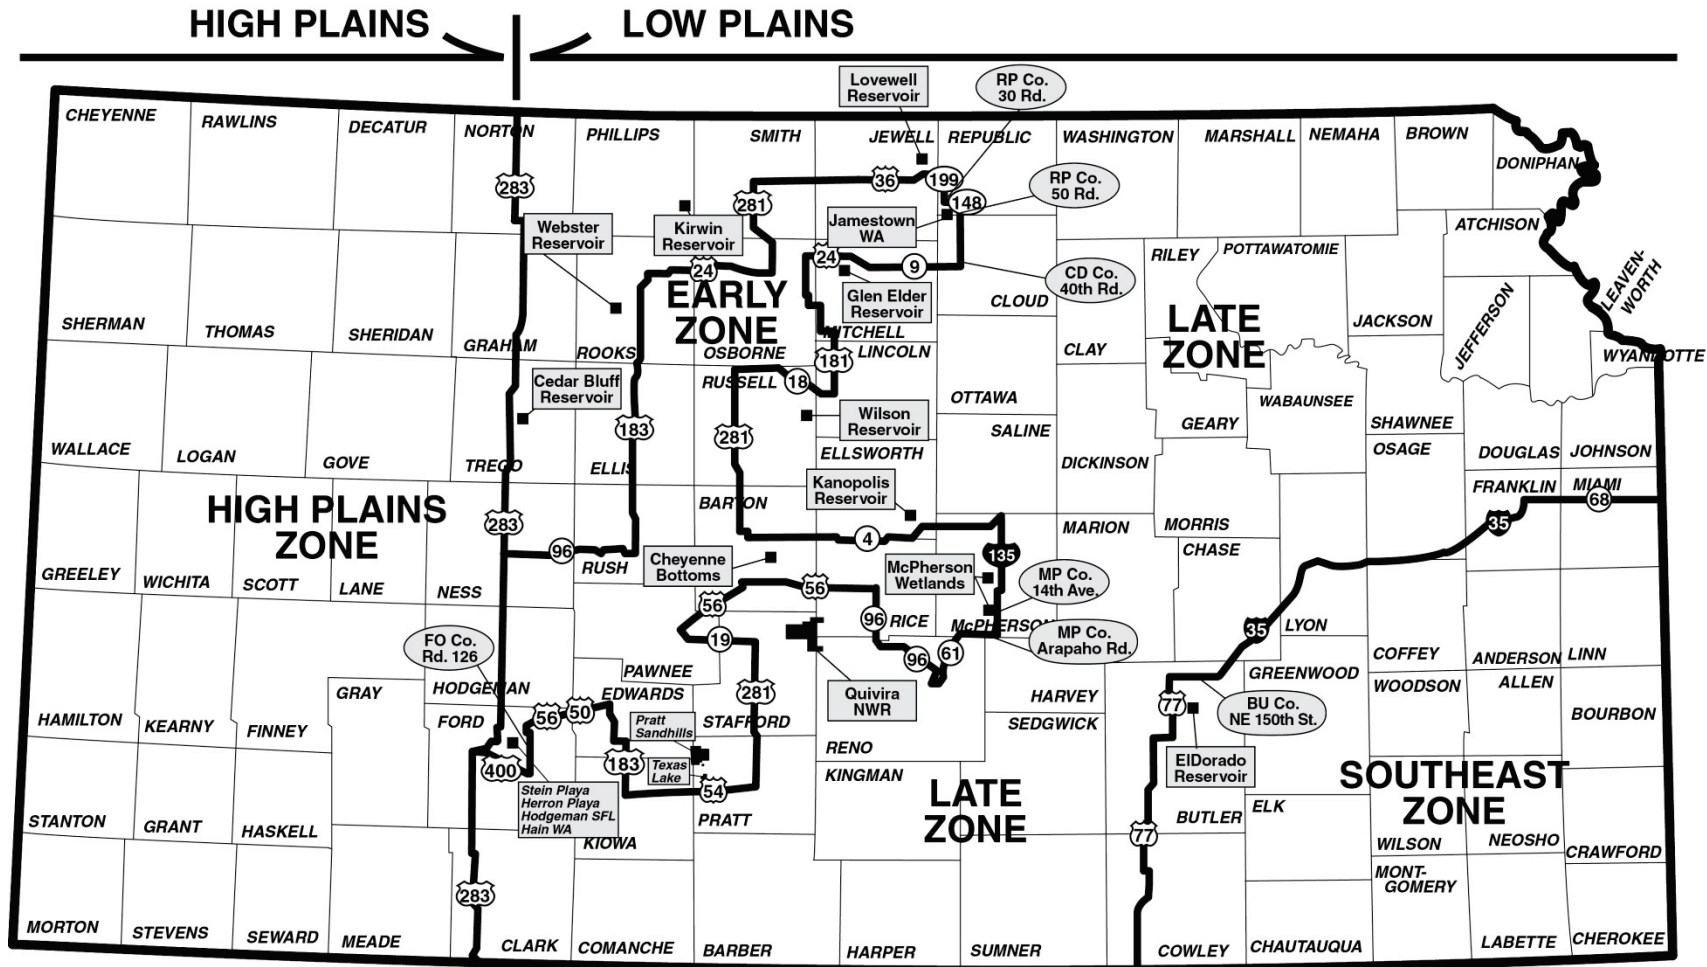 HIGH PLAINS
LOW PLAINS
Lovewell
Reservoir
RP Co.
30 Rd.
CHEYENNE
RAWLINS
DECATUR
NORTON
PHILLIPS
SMITH
JEWELL
REPUBLIC
WASHINGTON
MARSHALL
NEMAHA
BROWN
DONIPHAN
283
281
36
199
148
RP Co.
50 Rd.
Webster
Reservoir
Kirwin
Reservoir
Jamestown
WA
ATCHISON
24
24
9
CD Co.
40th Rd.
RILEY
POTTAWATOMIE
LEAVEN-
WORTH
EARLY
ZONE
Glen Elder
Reservoir
CLOUD
LATE
ZONE
JACKSON
JEFFERSON
SHERMAN
THOMAS
SHERIDAN
GRAHAM
ROOKS
OSBORNE
MITCHELL
LINCOLN
CLAY
WYANDOTTE
Cedar Bluff
Reservoir
RUSSELL
18
181
OTTAWA
WABAUNSEE
183
281
Wilson
Reservoir
SALINE
GEARY
SHAWNEE
WALLACE
LOGAN
GOVE
TREGO
ELLIS
ELLSWORTH
DICKINSON
OSAGE
DOUGLAS
JOHNSON
HIGH PLAINS
ZONE
283
BARTON
Kanopolis
Reservoir
MARION
MORRIS
FRANKLIN
MIAMI
68
35
96
RUSH
4
135
CHASE
Cheyenne
Bottoms
McPherson
Wetlands
MP Co.
14th Ave.
GREELEY
WICHITA
SCOTT
LANE
NESS
56
56
96
RICE
McPHERSON
35
LYON
FO Co.
Rd. 126
19
96
61
MP Co.
Arapaho Rd.
PAWNEE
COFFEY
ANDERSON
LINN
GRAY
HODGEMAN
EDWARDS
281
Quivira
NWR
HARVEY
GREENWOOD
WOODSON
ALLEN
HAMILTON
KEARNY
FINNEY
FORD
56
50
Pratt
Sandhills
STAFFORD
SEDGWICK
77
BU Co.
NE 150th St.
BOURBON
400
183
Texas
Lake
54
RENO
KINGMAN
ElDorado
Reservoir
SOUTHEAST
ZONE
Stein Playa
Herron Playa
Hodgeman SFL
Hain WA
LATE
ZONE
STANTON
GRANT
HASKELL
KIOWA
PRATT
77
BUTLER
ELK
WILSON
NEOSHO
CRAWFORD
283
MONT-
GOMERY
MORTON
STEVENS
SEWARD
MEADE
CLARK
COMANCHE
BARBER
HARPER
SUMNER
COWLEY
CHAUTAUQUA
LABETTE
CHEROKEE